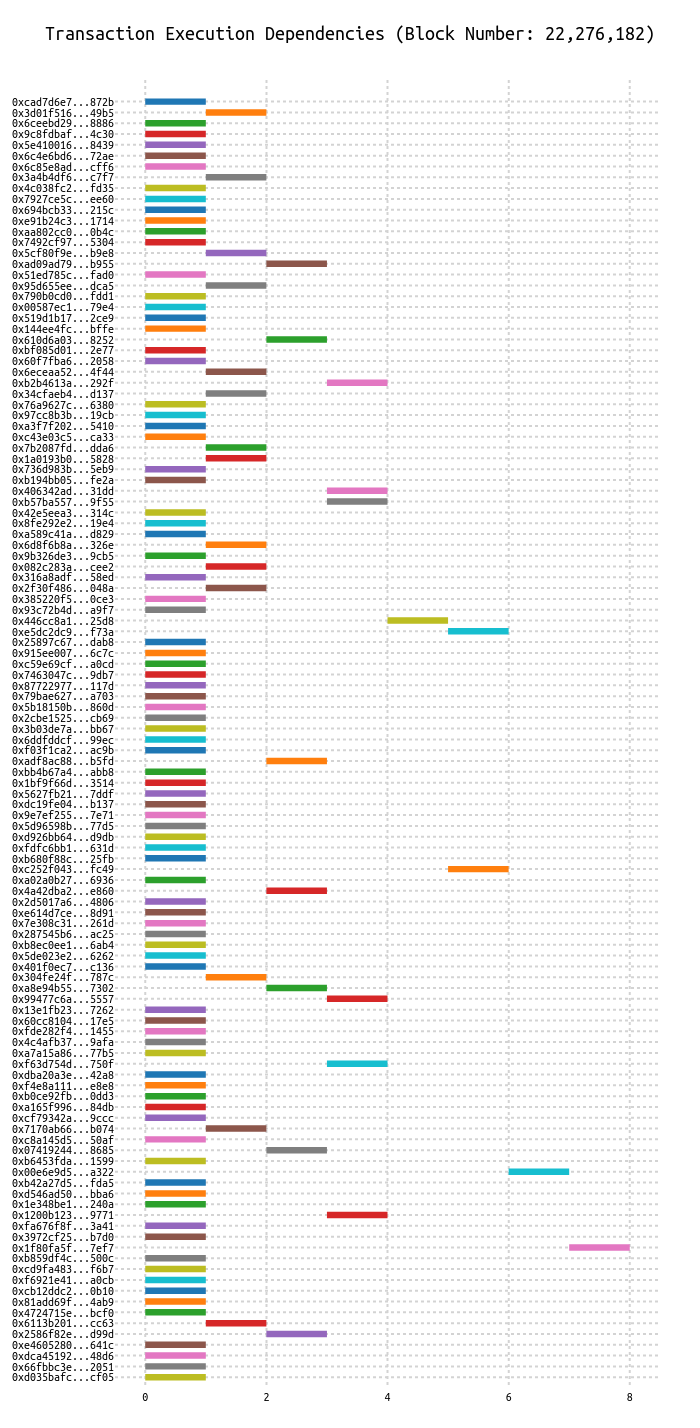 Transaction Execution Dependencies (Block Number: 22,276,182)
0xcad7d6e7...872b
0x3d01f516...49b5
0x6ceebd29...8886
0x9c8fdbaf...4c30
0x5e410016...8439
0x6c4e6bd6...72ae
0x6c85e8ad...cff6
0x3a4b4df6...c7f7
0x4c038fc2...fd35
0x7927ce5c...ee60
0x694bcb33...215c
0xe91b24c3...1714
0xaa802cc0...0b4c
0x7492cf97...5304
0x5cf80f9e...b9e8
0xad09ad79...b955
0x51ed785c...fad0
0x95d655ee...dca5
0x790b0cd0...fdd1
0x00587ec1...79e4
0x519d1b17...2ce9
0x144ee4fc...bffe
0x610d6a03...8252
0xbf085d01...2e77
0x60f7fba6...2058
0x6eceaa52...4f44
0xb2b4613a...292f
0x34cfaeb4...d137
0x76a9627c...6380
0x97cc8b3b...19cb
0xa3f7f202...5410
0xc43e03c5...ca33
0x7b2087fd...dda6
0x1a0193b0...5828
0x736d983b...5eb9
0xb194bb05...fe2a
0x406342ad...31dd
0xb57ba557...9f55
0x42e5eea3...314c
0x8fe292e2...19e4
0xa589c41a...d829
0x6d8f6b8a...326e
0x9b326de3...9cb5
0x082c283a...cee2
0x316a8adf...58ed
0x2f30f486...048a
0x385220f5...0ce3
0x93c72b4d...a9f7
0x446cc8a1...25d8
0xe5dc2dc9...f73a
0x25897c67...dab8
0x915ee007...6c7c
0xc59e69cf...a0cd
0x7463047c...9db7
0x87722977...117d
0x79bae627...a703
0x5b18150b...860d
0x2cbe1525...cb69
0x3b03de7a...bb67
0x6ddfddcf...99ec
0xf03f1ca2...ac9b
0xadf8ac88...b5fd
0xbb4b67a4...abb8
0x1bf9f66d...3514
0x5627fb21...7ddf
0xdc19fe04...b137
0x9e7ef255...7e71
0x5d96598b...77d5
0xd926bb64...d9db
0xfdfc6bb1...631d
0xb680f88c...25fb
0xc252f043...fc49
0xa02a0b27...6936
0x4a42dba2...e860
0x2d5017a6...4806
0xe614d7ce...8d91
0x7e308c31...261d
0x287545b6...ac25
0xb8ec0ee1...6ab4
0x5de023e2...6262
0x401f0ec7...c136
0x304fe24f...787c
0xa8e94b55...7302
0x99477c6a...5557
0x13e1fb23...7262
0x60cc8104...17e5
0xfde282f4...1455
0x4c4afb37...9afa
0xa7a15a86...77b5
0xf63d754d...750f
0xdba20a3e...42a8
0xf4e8a111...e8e8
0xb0ce92fb...0dd3
0xa165f996...84db
0xcf79342a...9ccc
0x7170ab66...b074
0xc8a145d5...50af
0x07419244...8685
0xb6453fda...1599
0x00e6e9d5...a322
0xb42a27d5...fda5
0xd546ad50...bba6
0x1e348be1...240a
0x1200b123...9771
0xfa676f8f...3a41
0x3972cf25...b7d0
0x1f80fa5f...7ef7
0xb859df4c...500c
0xcd9fa483...f6b7
0xf6921e41...a0cb
0xcb12ddc2...0b10
0x81add69f...4ab9
0x4724715e...bcf0
0x6113b201...cc63
0x2586f82e...d99d
0xe4605280...641c
0xdca45192...48d6
0x66fbbc3e...2051
0xd035bafc...cf05
0 2 4 6 8